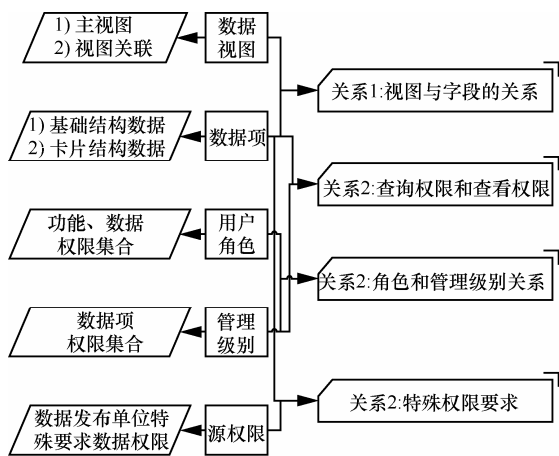 1) 主视图
2) 视图关联
数据
视图
关系1:视图与字段的关系
1) 基础结构数据
2) 卡片结构数据
数据项
关系2:查询权限和查看权限
功能、数据
权限集合
用户
角色
关系2:角色和管理级别关系
数据项
权限集合
管理
级别
数据发布单位特
殊要求数据权限
源权限
关系2:特殊权限要求